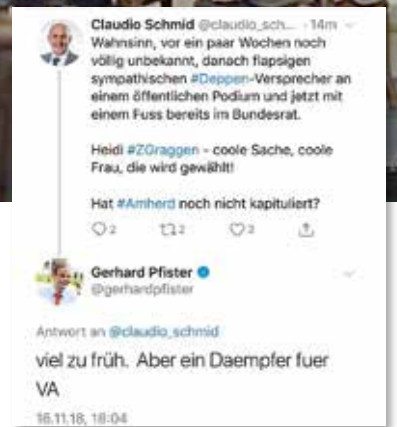 Claudio Schmid @claudio_sch... · 14m
Wahnsinn, vor ein paar Wochen noch
völlig unbekannt, danach flapsigen
sympathischen #Deppen-Versprecher an
einem öffentlichen Podium und jetzt mit
einem Fuss bereits im Bundesrat.
Heidi #ZGraggen - coole Sache, coole
Frau, die wird gewählt!
Hat #Amherd noch nicht kapituliert?
2 2 3
Gerhard Pfister
@gerhardpfister
Antwort an @claudio_schmid
viel zu früh. Aber ein Daempfer fuer
VA
16.11.18, 18:04